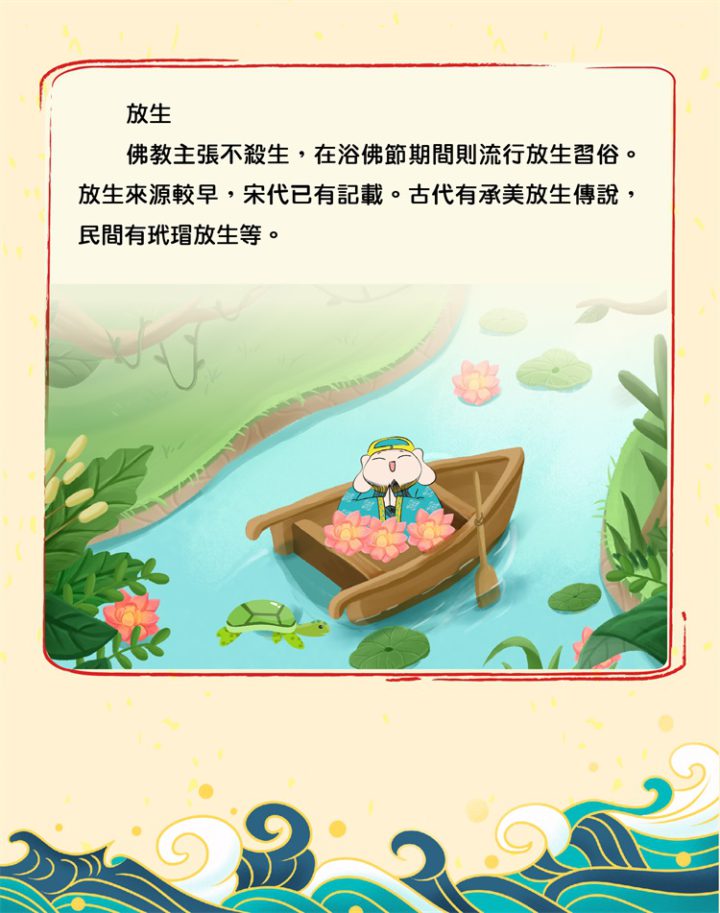 放生
佛教主張不殺生，在浴佛節期間則流行放生習俗。
放生來源較早，宋代已有記載。古代有承美放生傳說，
民間有玳瑁放生等。